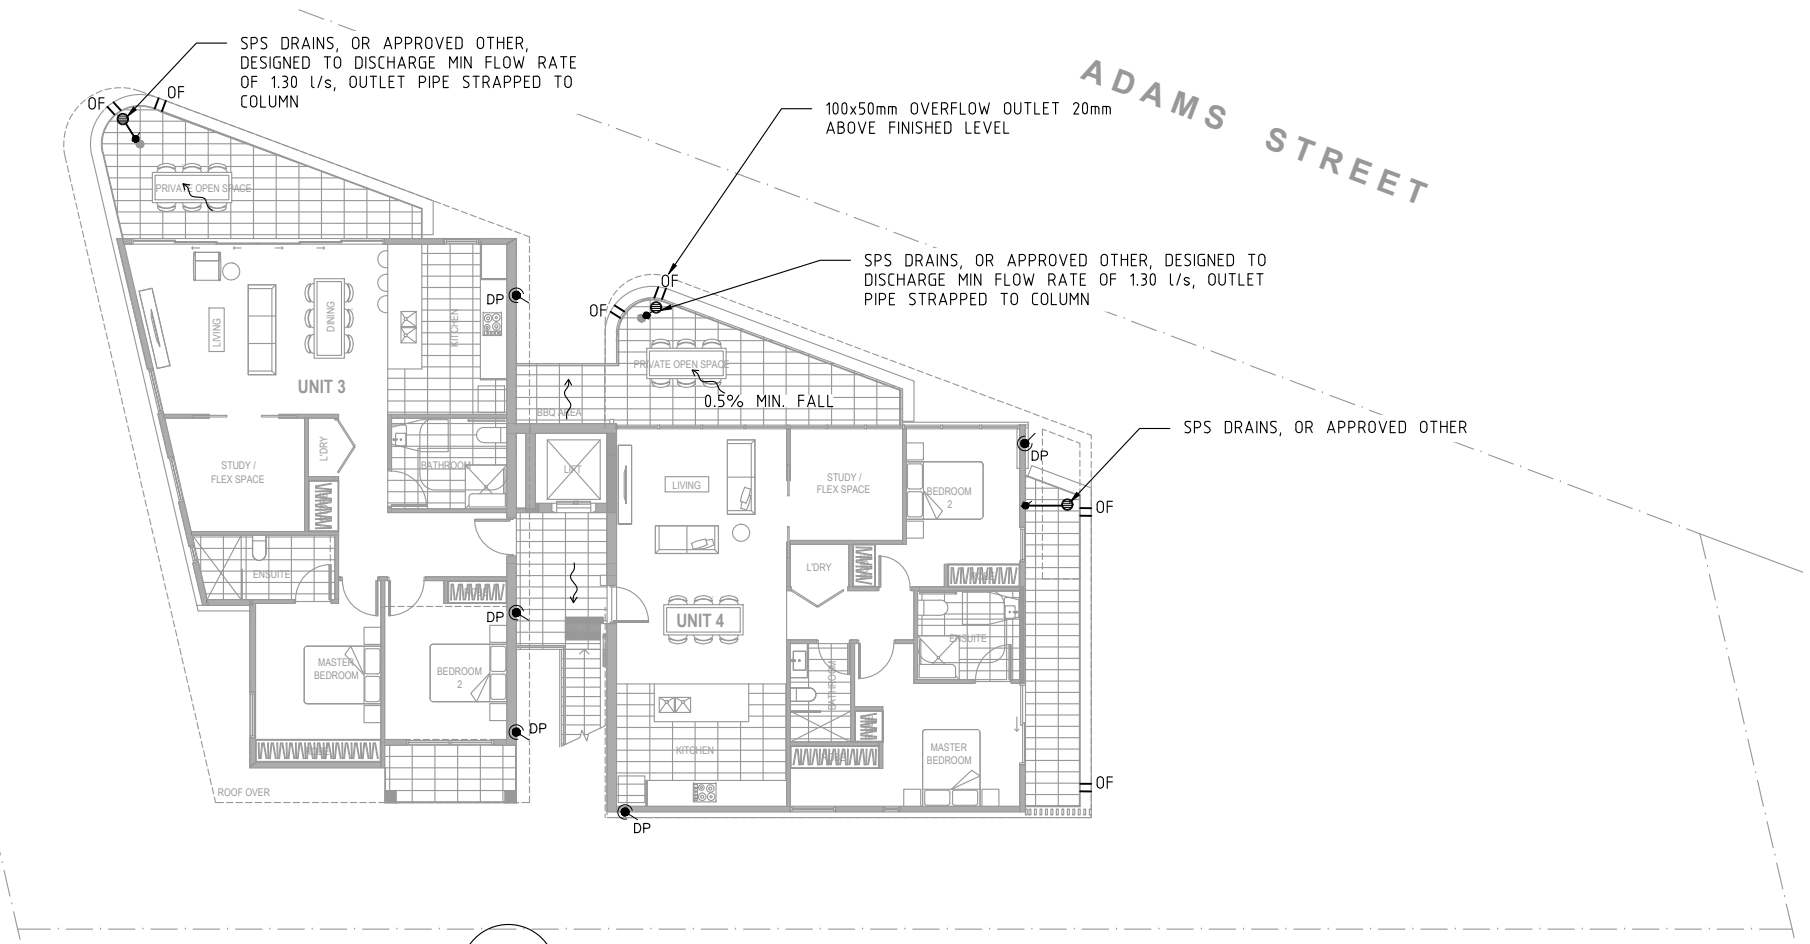 SPS DRAINS, OR APPROVED OTHER,
DESIGNED TO DISCHARGE MIN FLOW RATE
OF 1.30 l/s, OUTLET PIPE STRAPPED TO
COLUMN
OF
OF
100x50mm OVERFLOW OUTLET 20mm
ABOVE FINISHED LEVEL
ADAMS STREET
PRIVATE OPEN SPACE
SPS DRAINS, OR APPROVED OTHER, DESIGNED TO
DISCHARGE MIN FLOW RATE OF 1.30 l/s, OUTLET
PIPE STRAPPED TO COLUMN
OF
OF
DP
LIVING
DINING
KITCHEN
UNIT 3
PRIVATE OPEN SPACE
0.5% MIN. FALL
BBQ AREA
SPS DRAINS, OR APPROVED OTHER
DP
STUDY /
FLEX SPACE
L'DRY
BATHROOM
LIFT
LIVING
STUDY /
FLEX SPACE
BEDROOM
2
OF
ENSUITE
L'DRY
DP
UNIT 4
ENSUITE
MASTER
BEDROOM
BEDROOM
2
BATHROOM
DP
KITCHEN
MASTER
BEDROOM
OF
ROOF OVER
DP